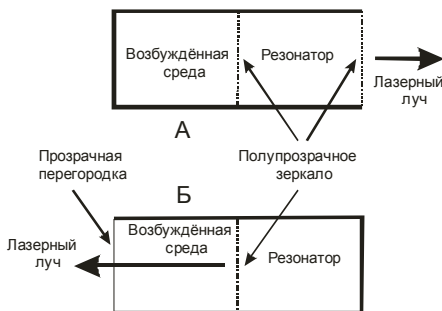 Возбуждённая
среда
Резонатор
Лазерный
луч
А
Прозрачная
перегородка
Полупрозрачное
зеркало
Б
Возбуждённая
среда
Лазерный
луч
Резонатор